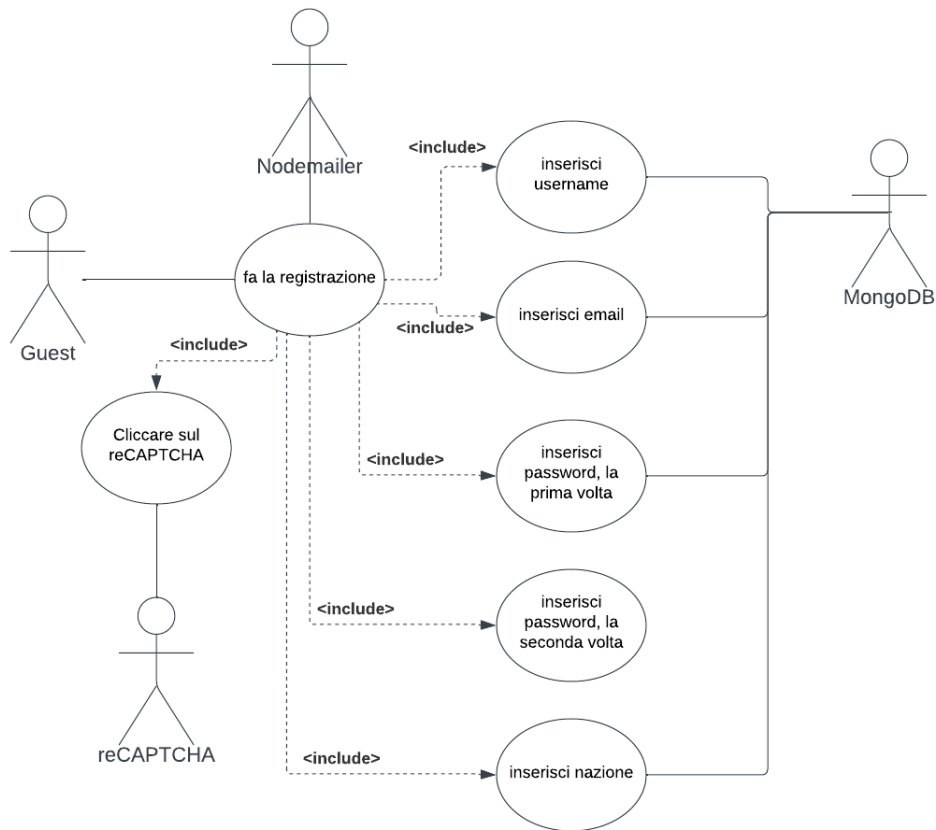 Nodemailer
<include>
inserisci
username
fa la registrazione
MongoDB
inserisci email
<include>
Guest
<include>
Cliccare sul
reCAPTCHA
<include>
inserisci
password, la
prima volta
<include>
inserisci
password, la
seconda volta
reCAPTCHA
<include>
inserisci nazione